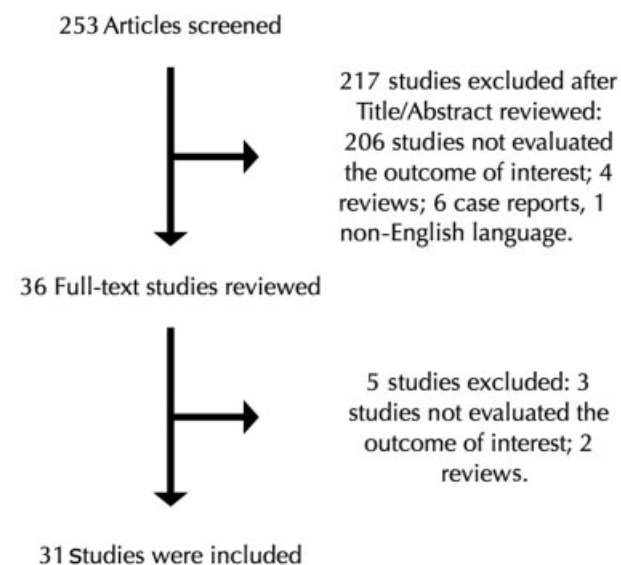 253 Articles screened
217 studies excluded after
Title/Abstract reviewed:
206 studies not evaluated
the outcome of interest; 4
reviews; 6 case reports, 1
non-English language.
36 Full-text studies reviewed
5 studies excluded: 3
studies not evaluated the
outcome of interest; 2
reviews.
31 Studies were included